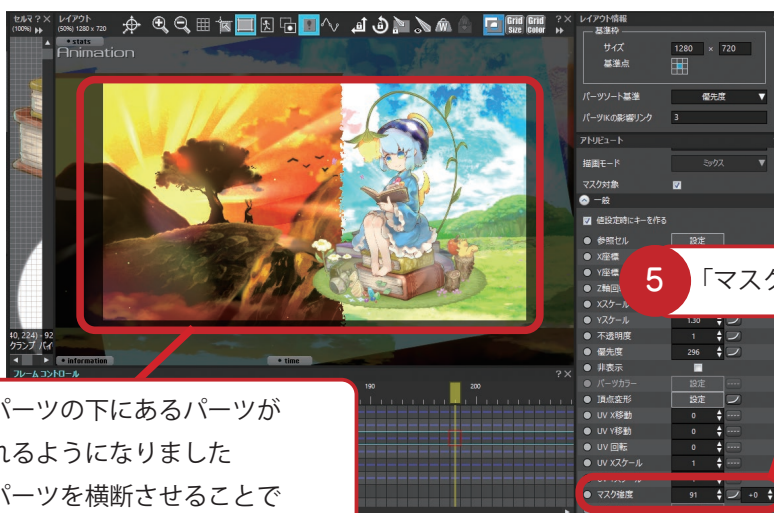 セルマ ? ×
(100%)
レイアウト
(50%) 1280 x 720
Grid Size
Grid Color
? ×
• stats
Animation
40, 224) - 92
クランプ バイ
• information
• time
フレームコントロール
? ×
190
200
パーツの下にあるパーツが
れるようになりました
パーツを横断させることで
レイアウト情報
基準枠
サイズ 1280 × 720
基準点
パーツソート基準 優先度
パーツIKの影響リンク 3
アトリビュート
描画モード ミックス
マスク対象
一般
値設定時にキーを作る
参照セル 設定
X座標
Y座標
Z軸回
5 「マスク
Xスケール
Yスケール 1.30
不透明度 1
優先度 296
非表示
パーツカラー 設定
頂点変形 設定
UV X移動 0
UV Y移動 0
UV 回転 0
UV Xスケール 1
マスク強度 91 +0